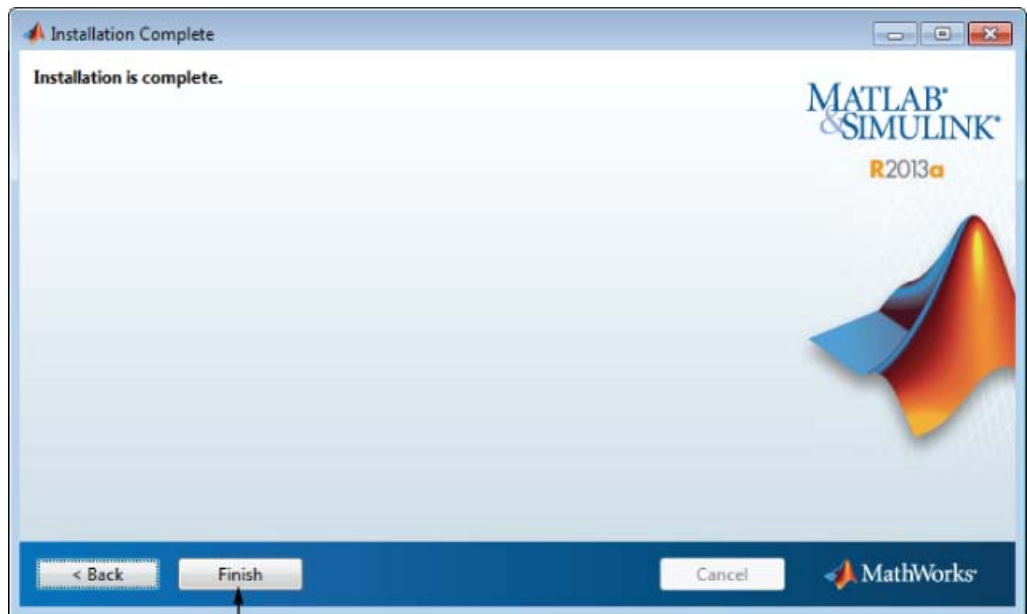 Installation Complete
Installation is complete.
MATLAB®
&SIMULINK®
R2013a
< Back
Finish
Cancel
MathWorks®